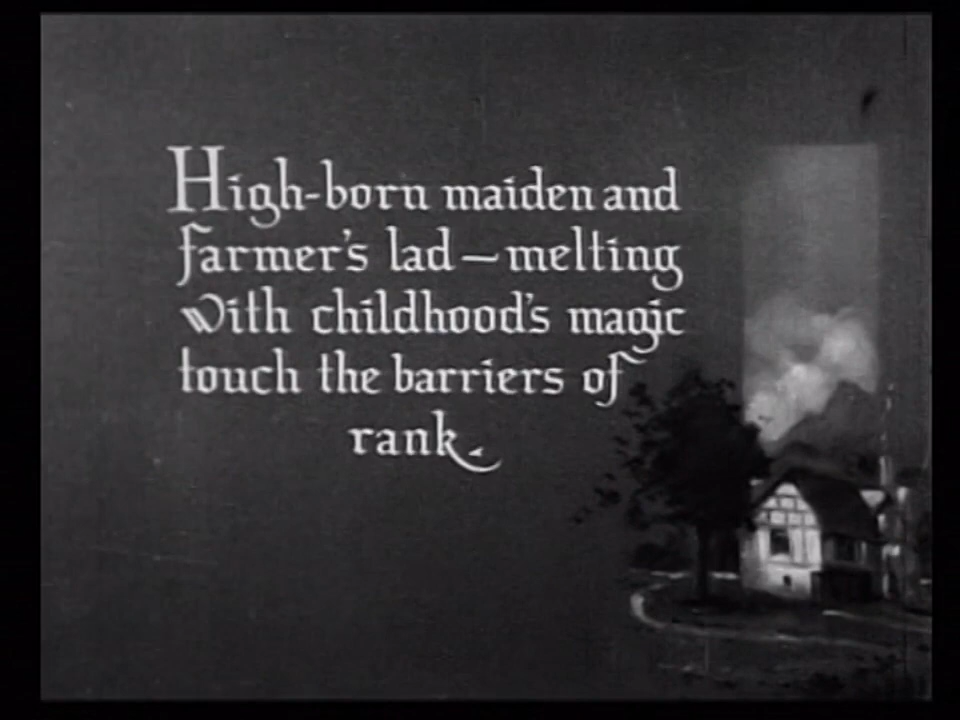 High-born maiden and
farmer's lad — melting
with childhood's magic
touch the barriers of
rank.